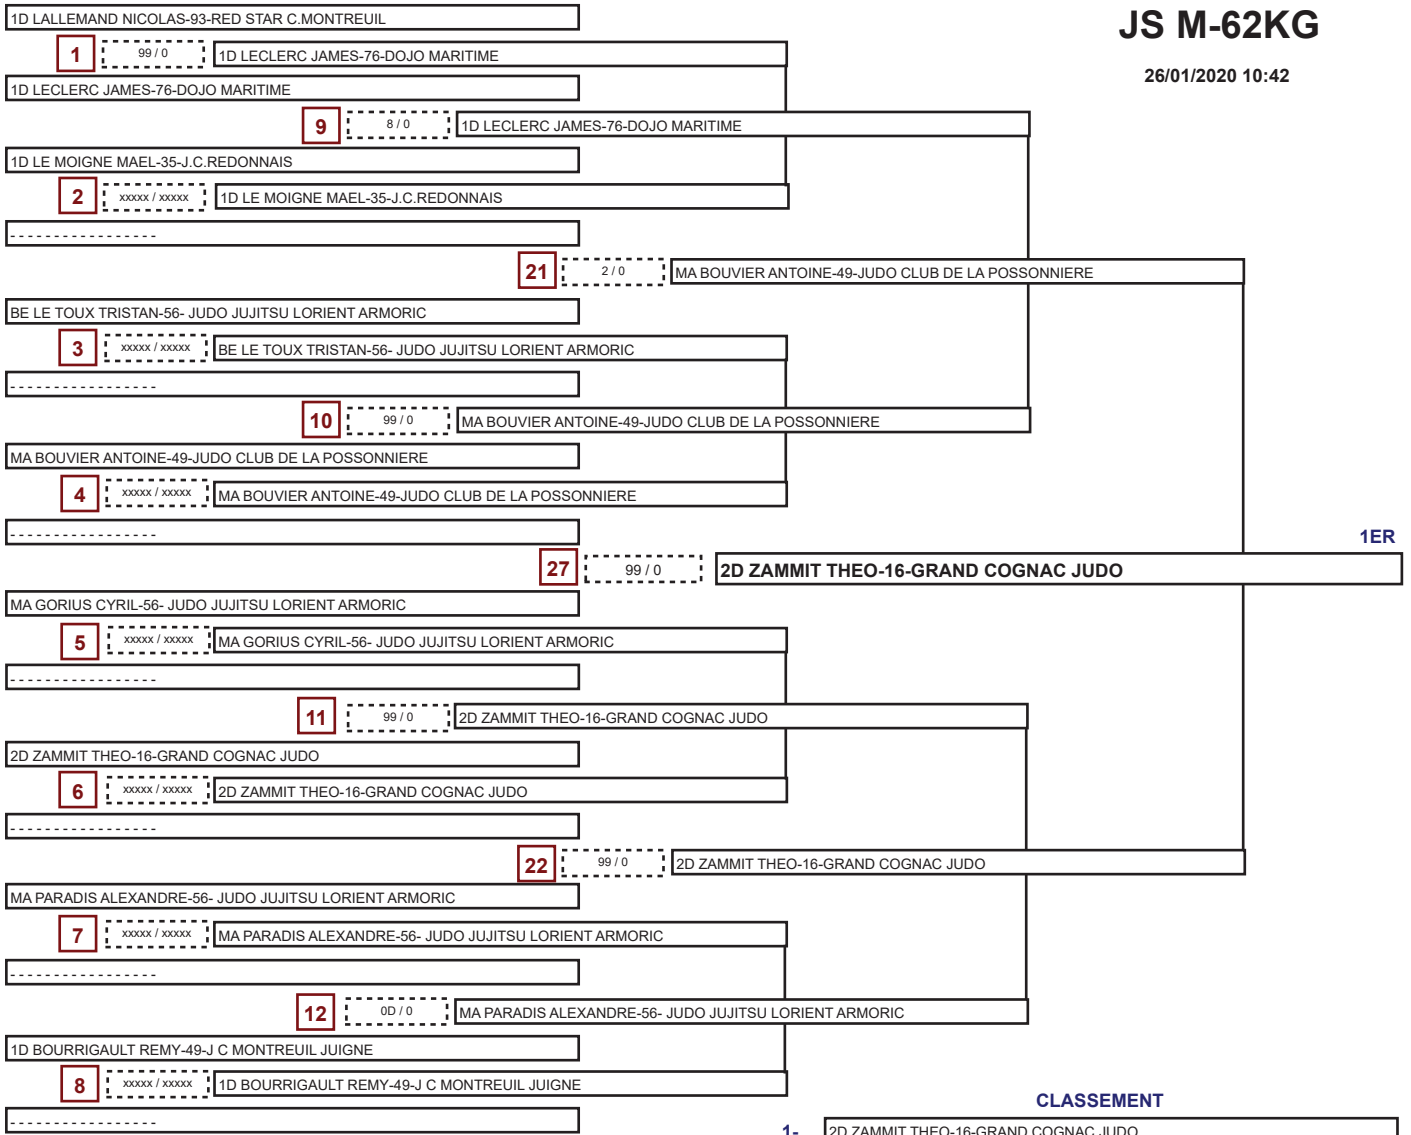 1D LALLEMAND NICOLAS-93-RED STAR C.MONTREUIL
JS M-62KG
1
99 / 0
1D LECLERC JAMES-76-DOJO MARITIME
26/01/2020 10:42
1D LECLERC JAMES-76-DOJO MARITIME
9
8 / 0
1D LECLERC JAMES-76-DOJO MARITIME
1D LE MOIGNE MAEL-35-J.C.REDONNAIS
2
xxxxx / xxxxx
1D LE MOIGNE MAEL-35-J.C.REDONNAIS
- - - - - - - - - - - - - - - - -
21
2 / 0
MA BOUVIER ANTOINE-49-JUDO CLUB DE LA POSSONNIERE
BE LE TOUX TRISTAN-56- JUDO JUJITSU LORIENT ARMORIC
3
xxxxx / xxxxx
BE LE TOUX TRISTAN-56- JUDO JUJITSU LORIENT ARMORIC
- - - - - - - - - - - - - - - - -
10
99 / 0
MA BOUVIER ANTOINE-49-JUDO CLUB DE LA POSSONNIERE
MA BOUVIER ANTOINE-49-JUDO CLUB DE LA POSSONNIERE
4
xxxxx / xxxxx
MA BOUVIER ANTOINE-49-JUDO CLUB DE LA POSSONNIERE
- - - - - - - - - - - - - - - - -
1ER
27
99 / 0
2D ZAMMIT THEO-16-GRAND COGNAC JUDO
MA GORIUS CYRIL-56- JUDO JUJITSU LORIENT ARMORIC
5
xxxxx / xxxxx
MA GORIUS CYRIL-56- JUDO JUJITSU LORIENT ARMORIC
- - - - - - - - - - - - - - - - -
11
99 / 0
2D ZAMMIT THEO-16-GRAND COGNAC JUDO
2D ZAMMIT THEO-16-GRAND COGNAC JUDO
6
xxxxx / xxxxx
2D ZAMMIT THEO-16-GRAND COGNAC JUDO
- - - - - - - - - - - - - - - - -
22
99 / 0
2D ZAMMIT THEO-16-GRAND COGNAC JUDO
MA PARADIS ALEXANDRE-56- JUDO JUJITSU LORIENT ARMORIC
7
xxxxx / xxxxx
MA PARADIS ALEXANDRE-56- JUDO JUJITSU LORIENT ARMORIC
- - - - - - - - - - - - - - - - -
12
0D / 0
MA PARADIS ALEXANDRE-56- JUDO JUJITSU LORIENT ARMORIC
1D BOURRIGAULT REMY-49-J C MONTREUIL JUIGNE
8
xxxxx / xxxxx
1D BOURRIGAULT REMY-49-J C MONTREUIL JUIGNE
CLASSEMENT
- - - - - - - - - - - - - - - - -
1-
2D ZAMMIT THEO-16-GRAND COGNAC JUDO